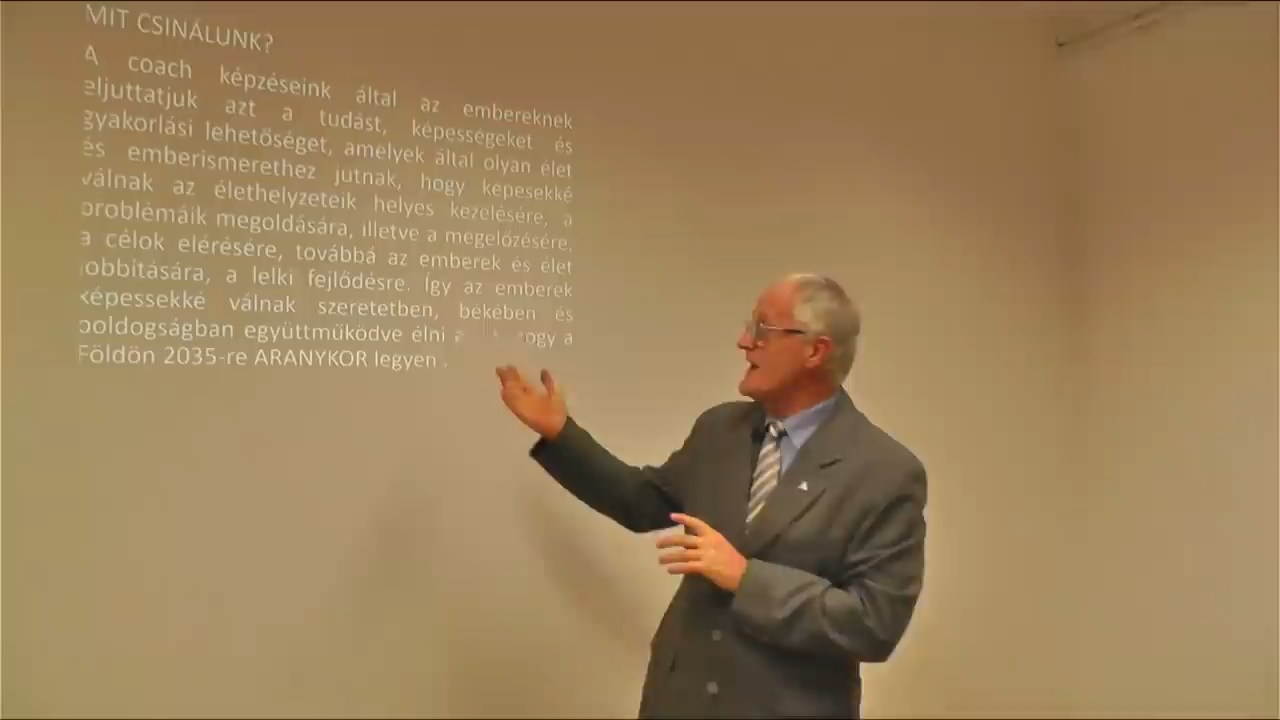 MIT CSINÁLUNK?
A coach képzéseink által az embereknek
eljuttatjuk azt a tudást, képességeket és
gyakorlási lehetőséget, amelyek által olyan élet
és emberismerethez jutnak, hogy képesekké
válnak az élethelyzeteik helyes kezelésére, a
problémáik megoldására, illetve a megelőzésére,
a célok elérésére, továbbá az emberek és élet
jobbítására, a lelki fejlődésre. Így az emberek
képessekké válnak szeretetben, békében és
boldogságban együttműködve élni a
Földön 2035-re ARANYKOR legyen .